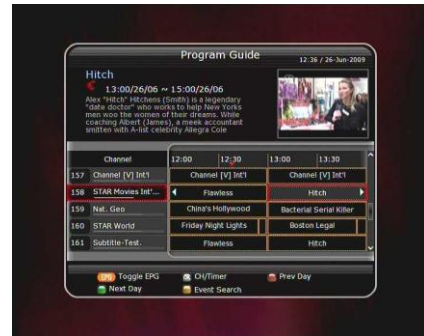 Program Guide
12:36 / 26-Jun-2009
Hitch
13:00/26/06 ~ 15:00/26/06
Alex "Hitch" Hitchens (Smith) is a legendary
"date doctor" who works to help New York's
men woo the women of their dreams. While
coaching Albert (James), a meek accountant
smitten with A-list celebrity Allegra Cole
Channel 12:00 12:30 13:00 13:30
157 Channel [V] Int'l Channel [V] Int'l Channel [V] Int'l
158 STAR Movies Int'... Flawless Hitch
159 Nat. Geo China's Hollywood Bacterial Serial Killer
160 STAR World Friday Night Lights Boston Legal
161 Subtitle-Test. Flawless Hitch
EPG Toggle EPG CH/Timer Prev Day
Next Day Event Search